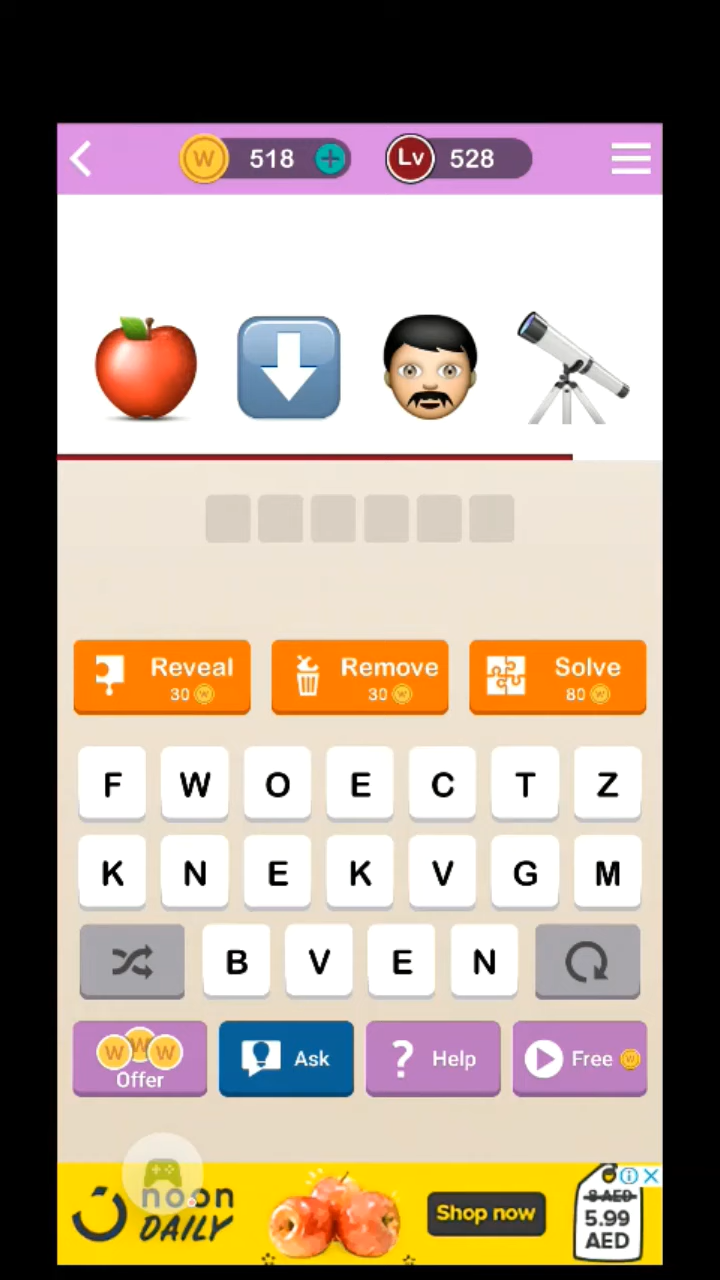 W 518 Lv 528
Reveal
30 W
Remove
30 W
Solve
80 W
F W O E C T Z
K N E K V G M
B V E N
W W W
Offer
Ask
? Help
Free W
noon
DAILY
Shop now
8 AED
5.99
AED